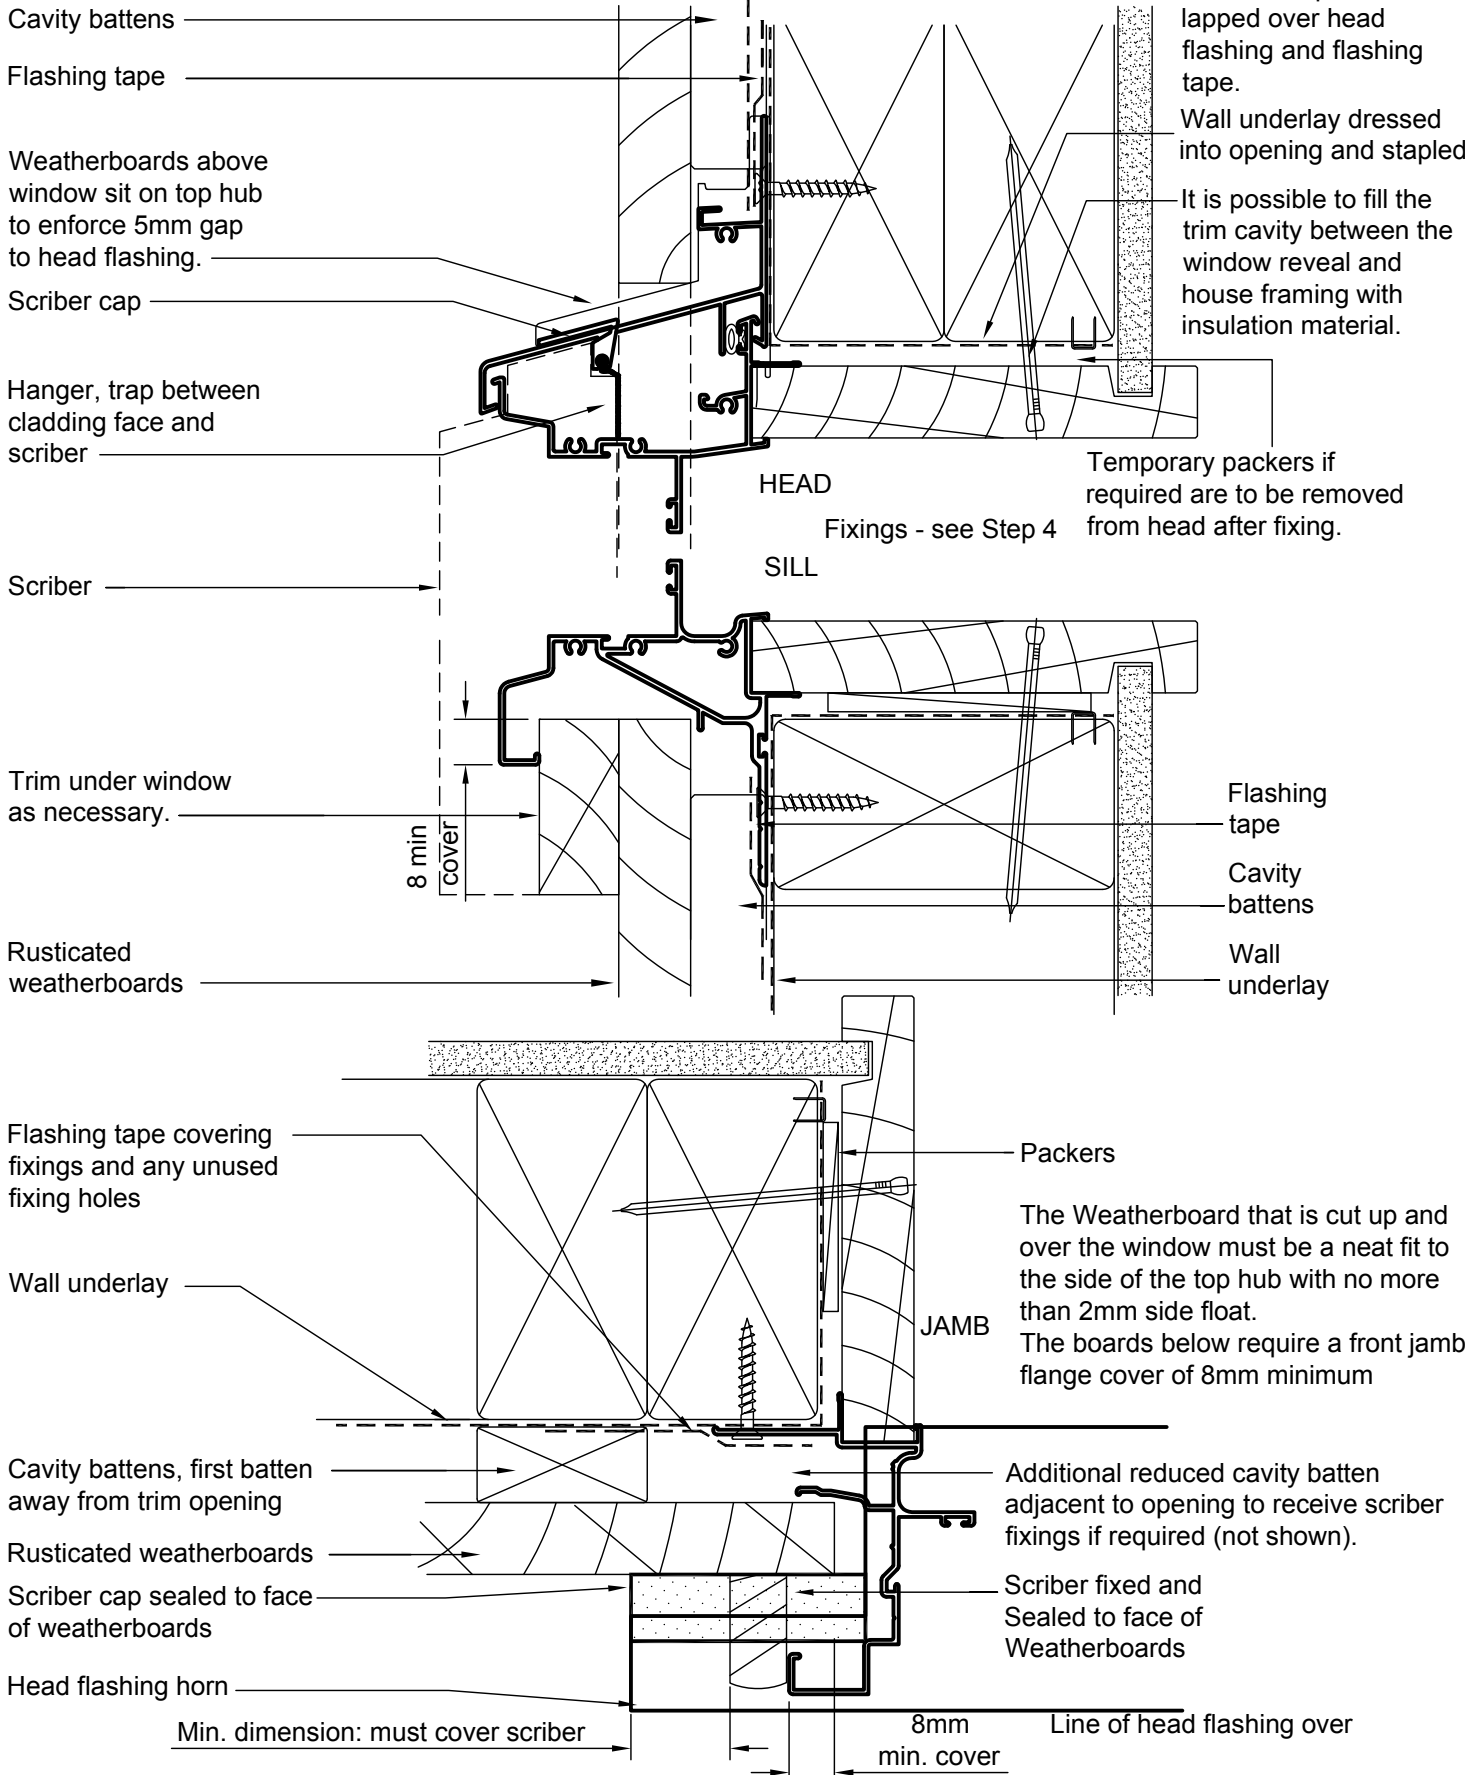 Cavity battens
Flashing tape
Weatherboards above
window sit on top hub
to enforce 5mm gap
to head flashing.
Scriber cap
Hanger, trap between
cladding face and
scriber
Scriber
Trim under window
as necessary.
8 min
cover
Rusticated
weatherboards
lapped over head
flashing and flashing
tape.
Wall underlay dressed
into opening and stapled
It is possible to fill the
trim cavity between the
window reveal and
house framing with
insulation material.
HEAD
Temporary packers if
required are to be removed
from head after fixing.
Fixings - see Step 4
SILL
Flashing
tape
Cavity
battens
Wall
underlay
Flashing tape covering
fixings and any unused
fixing holes
Wall underlay
Cavity battens, first batten
away from trim opening
Rusticated weatherboards
Scriber cap sealed to face
of weatherboards
Head flashing horn
Min. dimension: must cover scriber
Packers
The Weatherboard that is cut up and
over the window must be a neat fit to
the side of the top hub with no more
than 2mm side float.
The boards below require a front jamb
flange cover of 8mm minimum
JAMB
Additional reduced cavity batten
adjacent to opening to receive scriber
fixings if required (not shown).
Scriber fixed and
Sealed to face of
Weatherboards
8mm
min. cover
Line of head flashing over